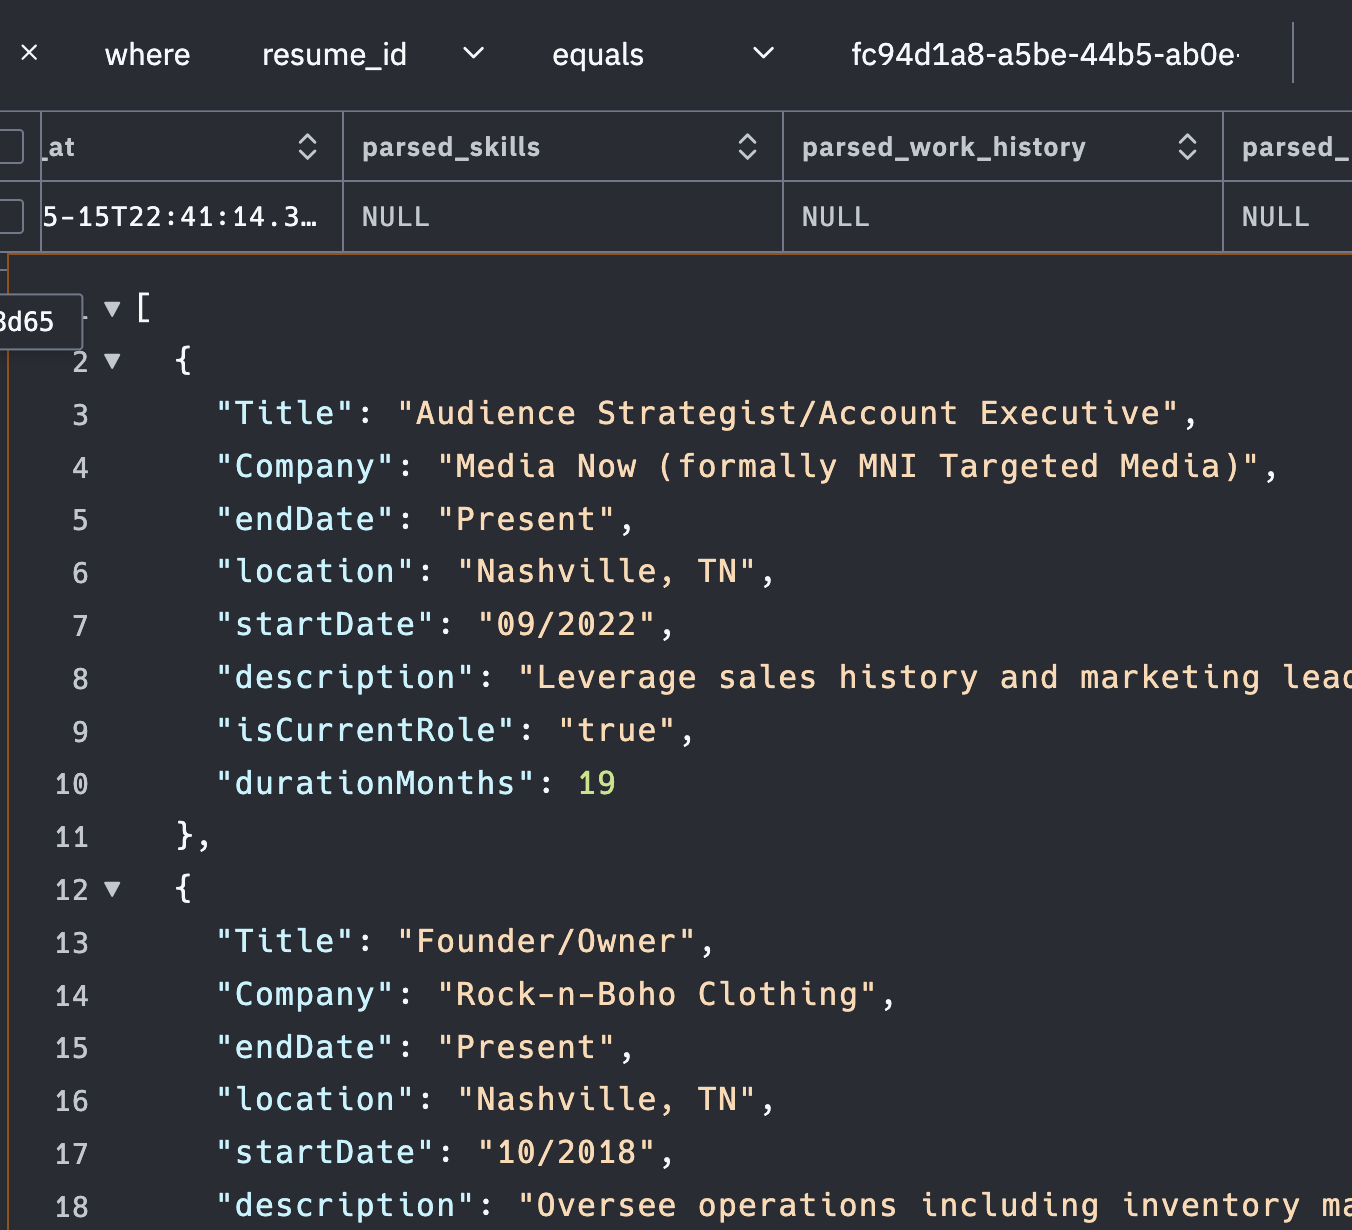 × where resume_id equals fc94d1a8-a5be-44b5-ab0e-
_at parsed_skills parsed_work_history parsed_
5-15T22:41:14.3… NULL NULL NULL
[
3d65
2 {
3 "Title": "Audience Strategist/Account Executive",
4 "Company": "Media Now (formally MNI Targeted Media)",
5 "endDate": "Present",
6 "location": "Nashville, TN",
7 "startDate": "09/2022",
8 "description": "Leverage sales history and marketing lead
9 "isCurrentRole": "true",
10 "durationMonths": 19
11 },
12 {
13 "Title": "Founder/Owner",
14 "Company": "Rock-n-Boho Clothing",
15 "endDate": "Present",
16 "location": "Nashville, TN",
17 "startDate": "10/2018",
18 "description": "Oversee operations including inventory ma